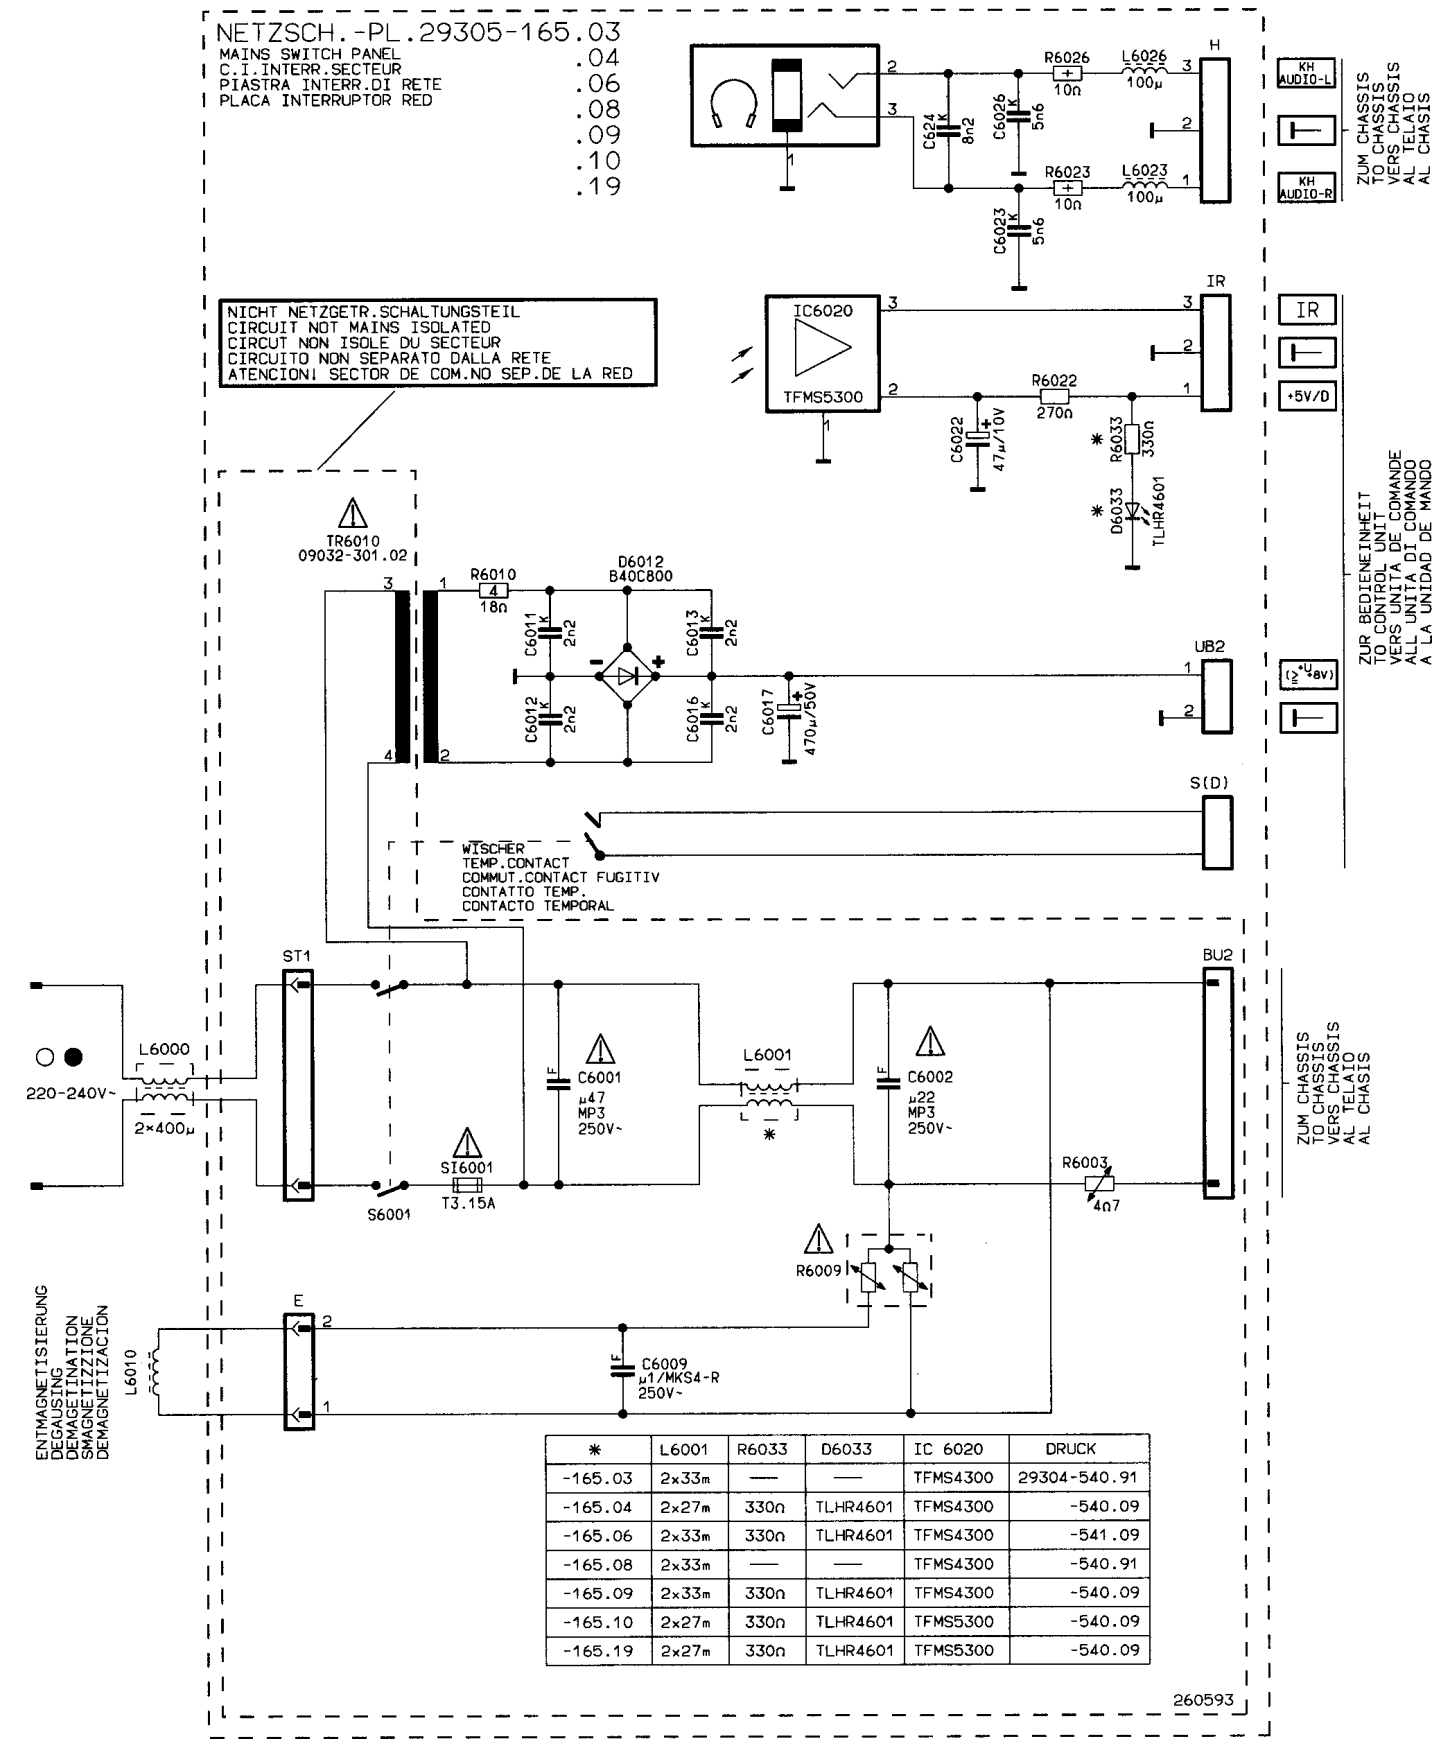 NETZSCH.-PL.29305-165.03
MAINS SWITCH PANEL
.04
C.I.INTERR.SECTEUR
PIASTRA INTERR.DI RETE
.06
PLACA INTERRUPTOR RED
.08
.09
.10
.19
2
3
1
C624
K
8n2
C6026
K
5n6
R6026
+
10Ω
L6026
100µ
H
3
2
1
R6023
+
10Ω
L6023
100µ
C6023
K
5n6
KH
AUDIO-L
KH
AUDIO-R
ZUM CHASSIS
TO CHASSIS
VERS CHASSIS
AL TELAIO
AL CHASIS
NICHT NETZGETR.SCHALTUNGSTEIL
CIRCUIT NOT MAINS ISOLATED
CIRCUT NON ISOLE DU SECTEUR
CIRCUITO NON SEPARATO DALLA RETE
ATENCION! SECTOR DE COM.NO SEP.DE LA RED
IC6020
TFMS5300
3
2
1
C6022
+
47µ/10V
R6022
270Ω
*
R6033
330Ω
*
D6033
TLHR4601
IR
3
2
1
IR
+5V/D
ZUR BEDIENEINHEIT
TO CONTROL UNIT
VERS UNITA DE COMANDE
ALL UNITA DI COMANDO
A LA UNIDAD DE MANDO
TR6010
09032-301.02
3
4
1
2
R6010
4
18Ω
D6012
B40C800
C6011
K
2n2
C6013
K
2n2
C6012
K
2n2
C6016
K
2n2
-
+
C6017
+
470µ/50V
UB2
1
2
+U
(≥+8V)
S(D)
WISCHER
TEMP.CONTACT
COMMUT.CONTACT FUGITIV
CONTATTO TEMP.
CONTACTO TEMPORAL
ST1
BU2
220-240V~
L6000
2×400µ
S6001
SI6001
T3.15A
F
C6001
µ47
MP3
250V~
L6001
*
F
C6002
µ22
MP3
250V~
R6003
4Ω7
R6009
ZUM CHASSIS
TO CHASSIS
VERS CHASSIS
AL TELAIO
AL CHASIS
ENTMAGNETISIERUNG
DEGAUSING
DEMAGETINATION
SMAGNETIZZIONE
DEMAGNETIZACION
L6010
E
2
1
F
C6009
µ1/MKS4-R
250V~
* L6001 R6033 D6033 IC 6020 DRUCK
-165.03 2x33m — — TFMS4300 29304-540.91
-165.04 2x27m 330Ω TLHR4601 TFMS4300 -540.09
-165.06 2x33m 330Ω TLHR4601 TFMS4300 -541.09
-165.08 2x33m — — TFMS4300 -540.91
-165.09 2x33m 330Ω TLHR4601 TFMS4300 -540.09
-165.10 2x27m 330Ω TLHR4601 TFMS5300 -540.09
-165.19 2x27m 330Ω TLHR4601 TFMS5300 -540.09
260593